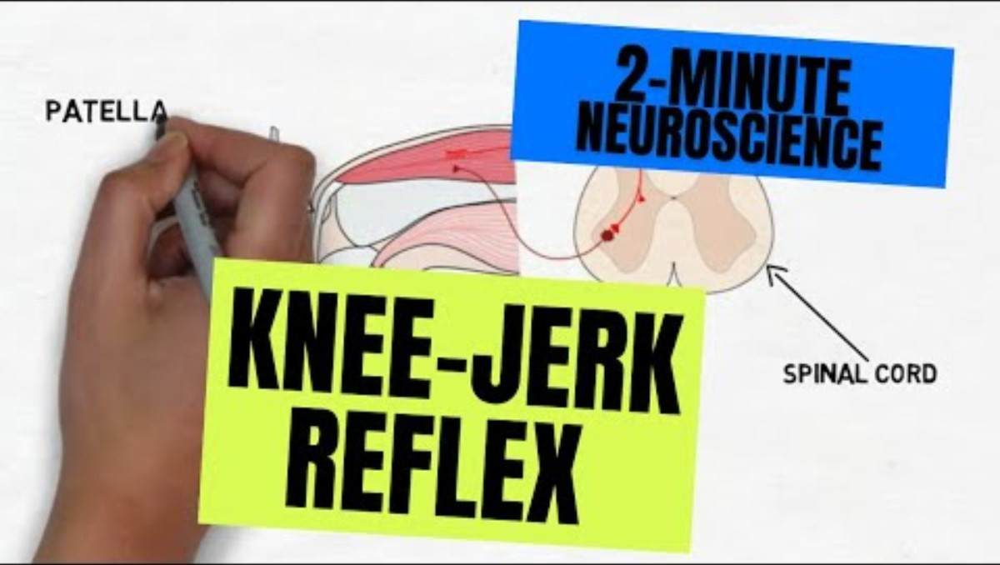 2-MINUTE
NEUROSCIENCE
PATELLA
KNEE-JERK
REFLEX
SPINAL CORD